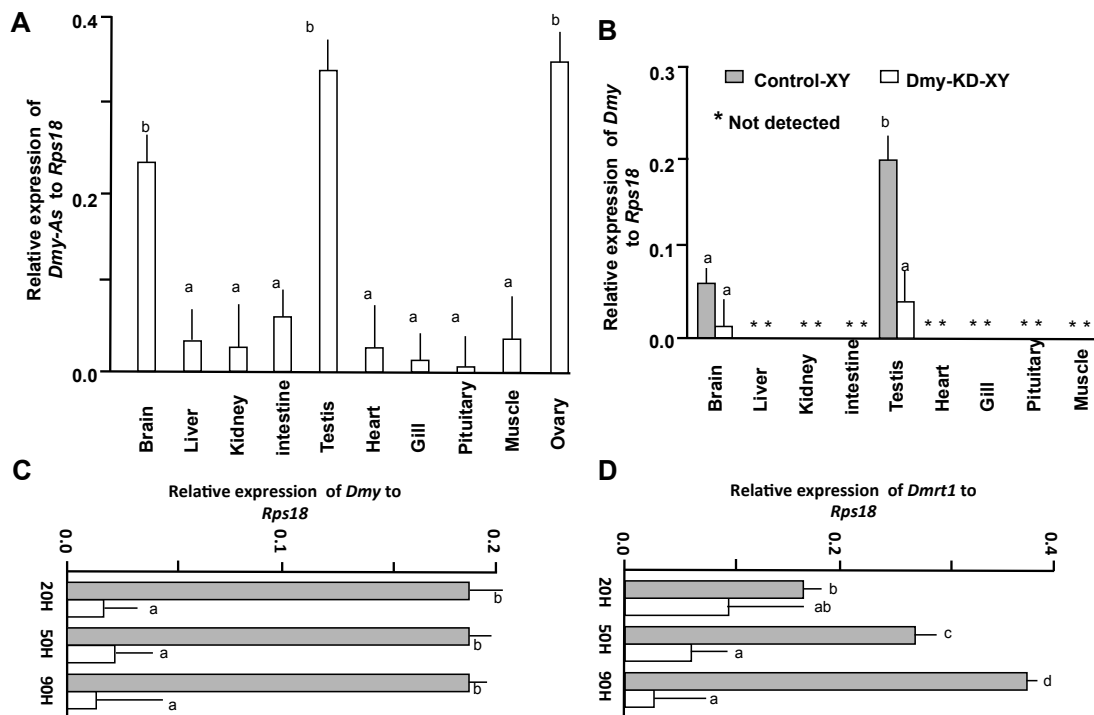 A
Relative expression of
Dmy-As to Rps18
0.4
0.2
0.0
b
a
a
a
b
a
a
a
a
b
Brain
Liver
Kidney
intestine
Testis
Heart
Gill
Pituitary
Muscle
Ovary
B
Relative expression of Dmy
to Rps18
0.3
0.2
0.1
0.0
Control-XY
Dmy-KD-XY
* Not detected
a
a
* *
* *
* *
b
a
* *
* *
* *
* *
Brain
Liver
Kidney
intestine
Testis
Heart
Gill
Pituitary
Muscle
C
Relative expression of Dmy to
Rps18
0.0
0.1
0.2
20H
b
a
50H
b
a
90H
b
a
D
Relative expression of Dmrt1 to
Rps18
0.0
0.2
0.4
20H
b
ab
50H
c
a
90H
d
a